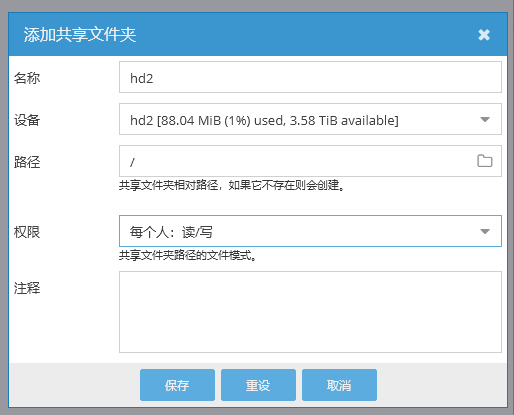 添加共享文件夹
名称
hd2
设备
hd2 [88.04 MiB (1%) used, 3.58 TiB available]
路径
/
共享文件夹相对路径，如果它不存在则会创建。
权限
每个人：读/写
共享文件夹路径的文件模式。
注释
保存 重设 取消